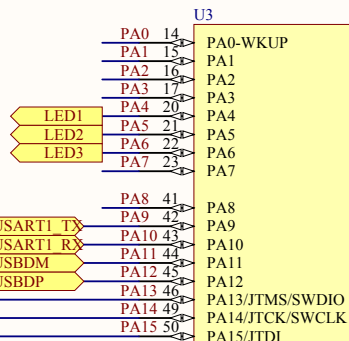 U3
PA0 14 PA0-WKUP
PA1 15 PA1
PA2 16 PA2
PA3 17 PA3
LED1 PA4 20 PA4
LED2 PA5 21 PA5
LED3 PA6 22 PA6
PA7 23 PA7
PA8 41 PA8
USART1_TX PA9 42 PA9
USART1_RX PA10 43 PA10
USBDM PA11 44 PA11
USBDP PA12 45 PA12
PA13 46 PA13/JTMS/SWDIO
PA14 49 PA14/JTCK/SWCLK
PA15 50 PA15/JTDI